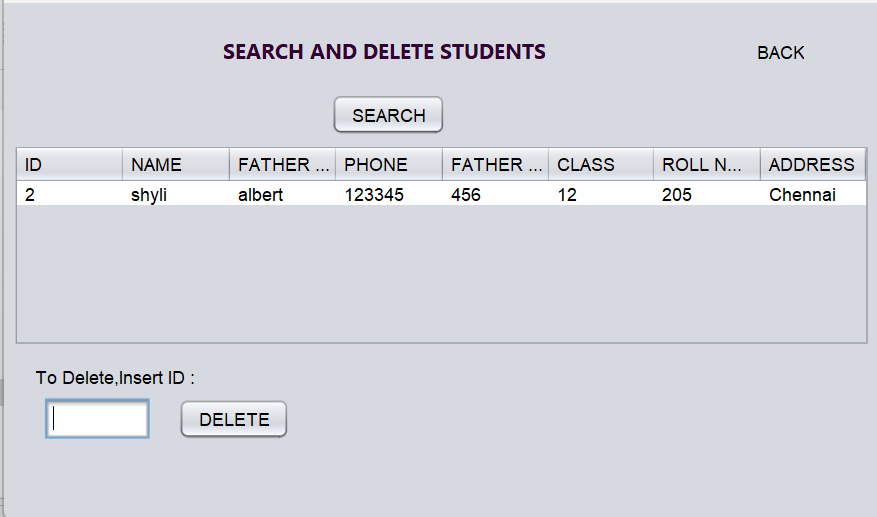 SEARCH AND DELETE STUDENTS BACK
SEARCH
ID NAME FATHER ... PHONE FATHER ... CLASS ROLL N... ADDRESS
2 shyli albert 123345 456 12 205 Chennai
To Delete,Insert ID :
DELETE